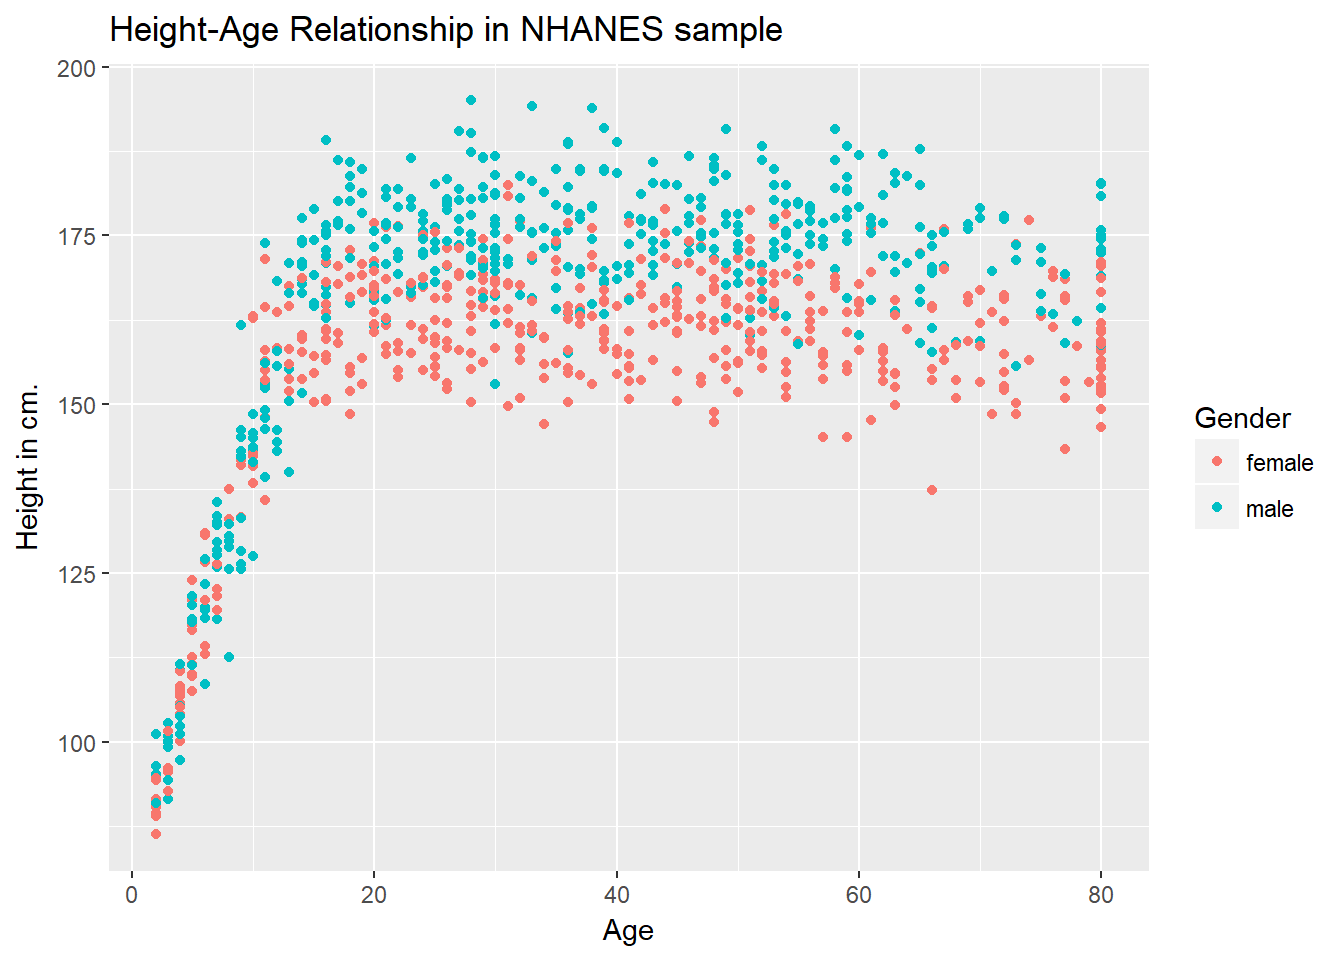 Height-Age Relationship in NHANES sample
200
175
150
125
100
Height in cm.
0 20 40 60 80
Age
Gender
female
male